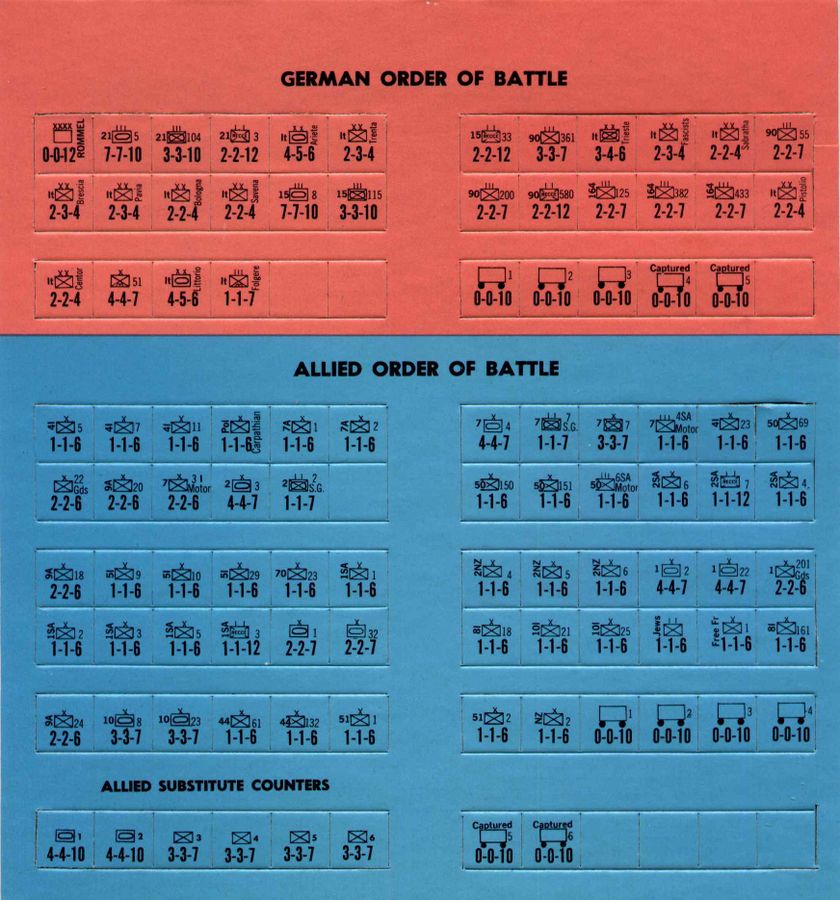 GERMAN ORDER OF BATTLE
XXXX ROMMEL 21 5 21 104 21 RECCE 3 It Ariete It Trenta
0-0-12 7-7-10 3-3-10 2-2-12 4-5-6 2-3-4
15 RECCE 33 90 361 It Trieste It Fascists It Sabratha 90 55
2-2-12 3-3-7 3-4-6 2-3-4 2-2-4 2-2-7
It Brescia It Pavia It Bologna It Savena 15 8 15 115
2-3-4 2-3-4 2-2-4 2-2-4 7-7-10 3-3-10
90 200 90 RECCE 580 164 125 164 382 164 433 It Pistolio
2-2-7 2-2-12 2-2-7 2-2-7 2-2-7 2-2-4
It Centor 51 It Littorio It Folgere
2-2-4 4-4-7 4-5-6 1-1-7
1 2 3 Captured 4 Captured 5
0-0-10 0-0-10 0-0-10 0-0-10 0-0-10
ALLIED ORDER OF BATTLE
4I 5 4I 7 4I 11 Pol Carpathian 7A 1 7A 2
1-1-6 1-1-6 1-1-6 1-1-6 1-1-6 1-1-6
7 4 7 7 S.G. 7 7 7 4SA Motor 4I 23 50 69
4-4-7 1-1-7 3-3-7 1-1-6 1-1-6 1-1-6
22 Gds 9A 20 7 31 Motor 2 3 2 2 S.G.
2-2-6 2-2-6 2-2-6 4-4-7 1-1-7
50 150 50 151 50 6SA Motor 2SA 6 2SA RECCE 7 2SA 4
1-1-6 1-1-6 1-1-6 1-1-6 1-1-12 1-1-6
9A 18 5I 9 5I 10 5I 29 70 23 1SA 1
2-2-6 1-1-6 1-1-6 1-1-6 1-1-6 1-1-6
2NZ 4 2NZ 5 2NZ 6 1 2 1 22 1 201 Gds
1-1-6 1-1-6 1-1-6 4-4-7 4-4-7 2-2-6
1SA 2 1SA 3 1SA 5 1SA RECCE 3 1 32
1-1-6 1-1-6 1-1-6 1-1-12 2-2-7 2-2-7
8I 18 10I 21 10I 25 Jews Free Fr 1 8I 161
1-1-6 1-1-6 1-1-6 1-1-6 1-1-6 1-1-6
9A 24 10 8 10 23 44 61 44 132 51 1
2-2-6 3-3-7 3-3-7 1-1-6 1-1-6 1-1-6
51 2 NZ 2 1 2 3 4
1-1-6 1-1-6 0-0-10 0-0-10 0-0-10 0-0-10
ALLIED SUBSTITUTE COUNTERS
1 2 3 4 5 6
4-4-10 4-4-10 3-3-7 3-3-7 3-3-7 3-3-7
Captured 5 Captured 6
0-0-10 0-0-10